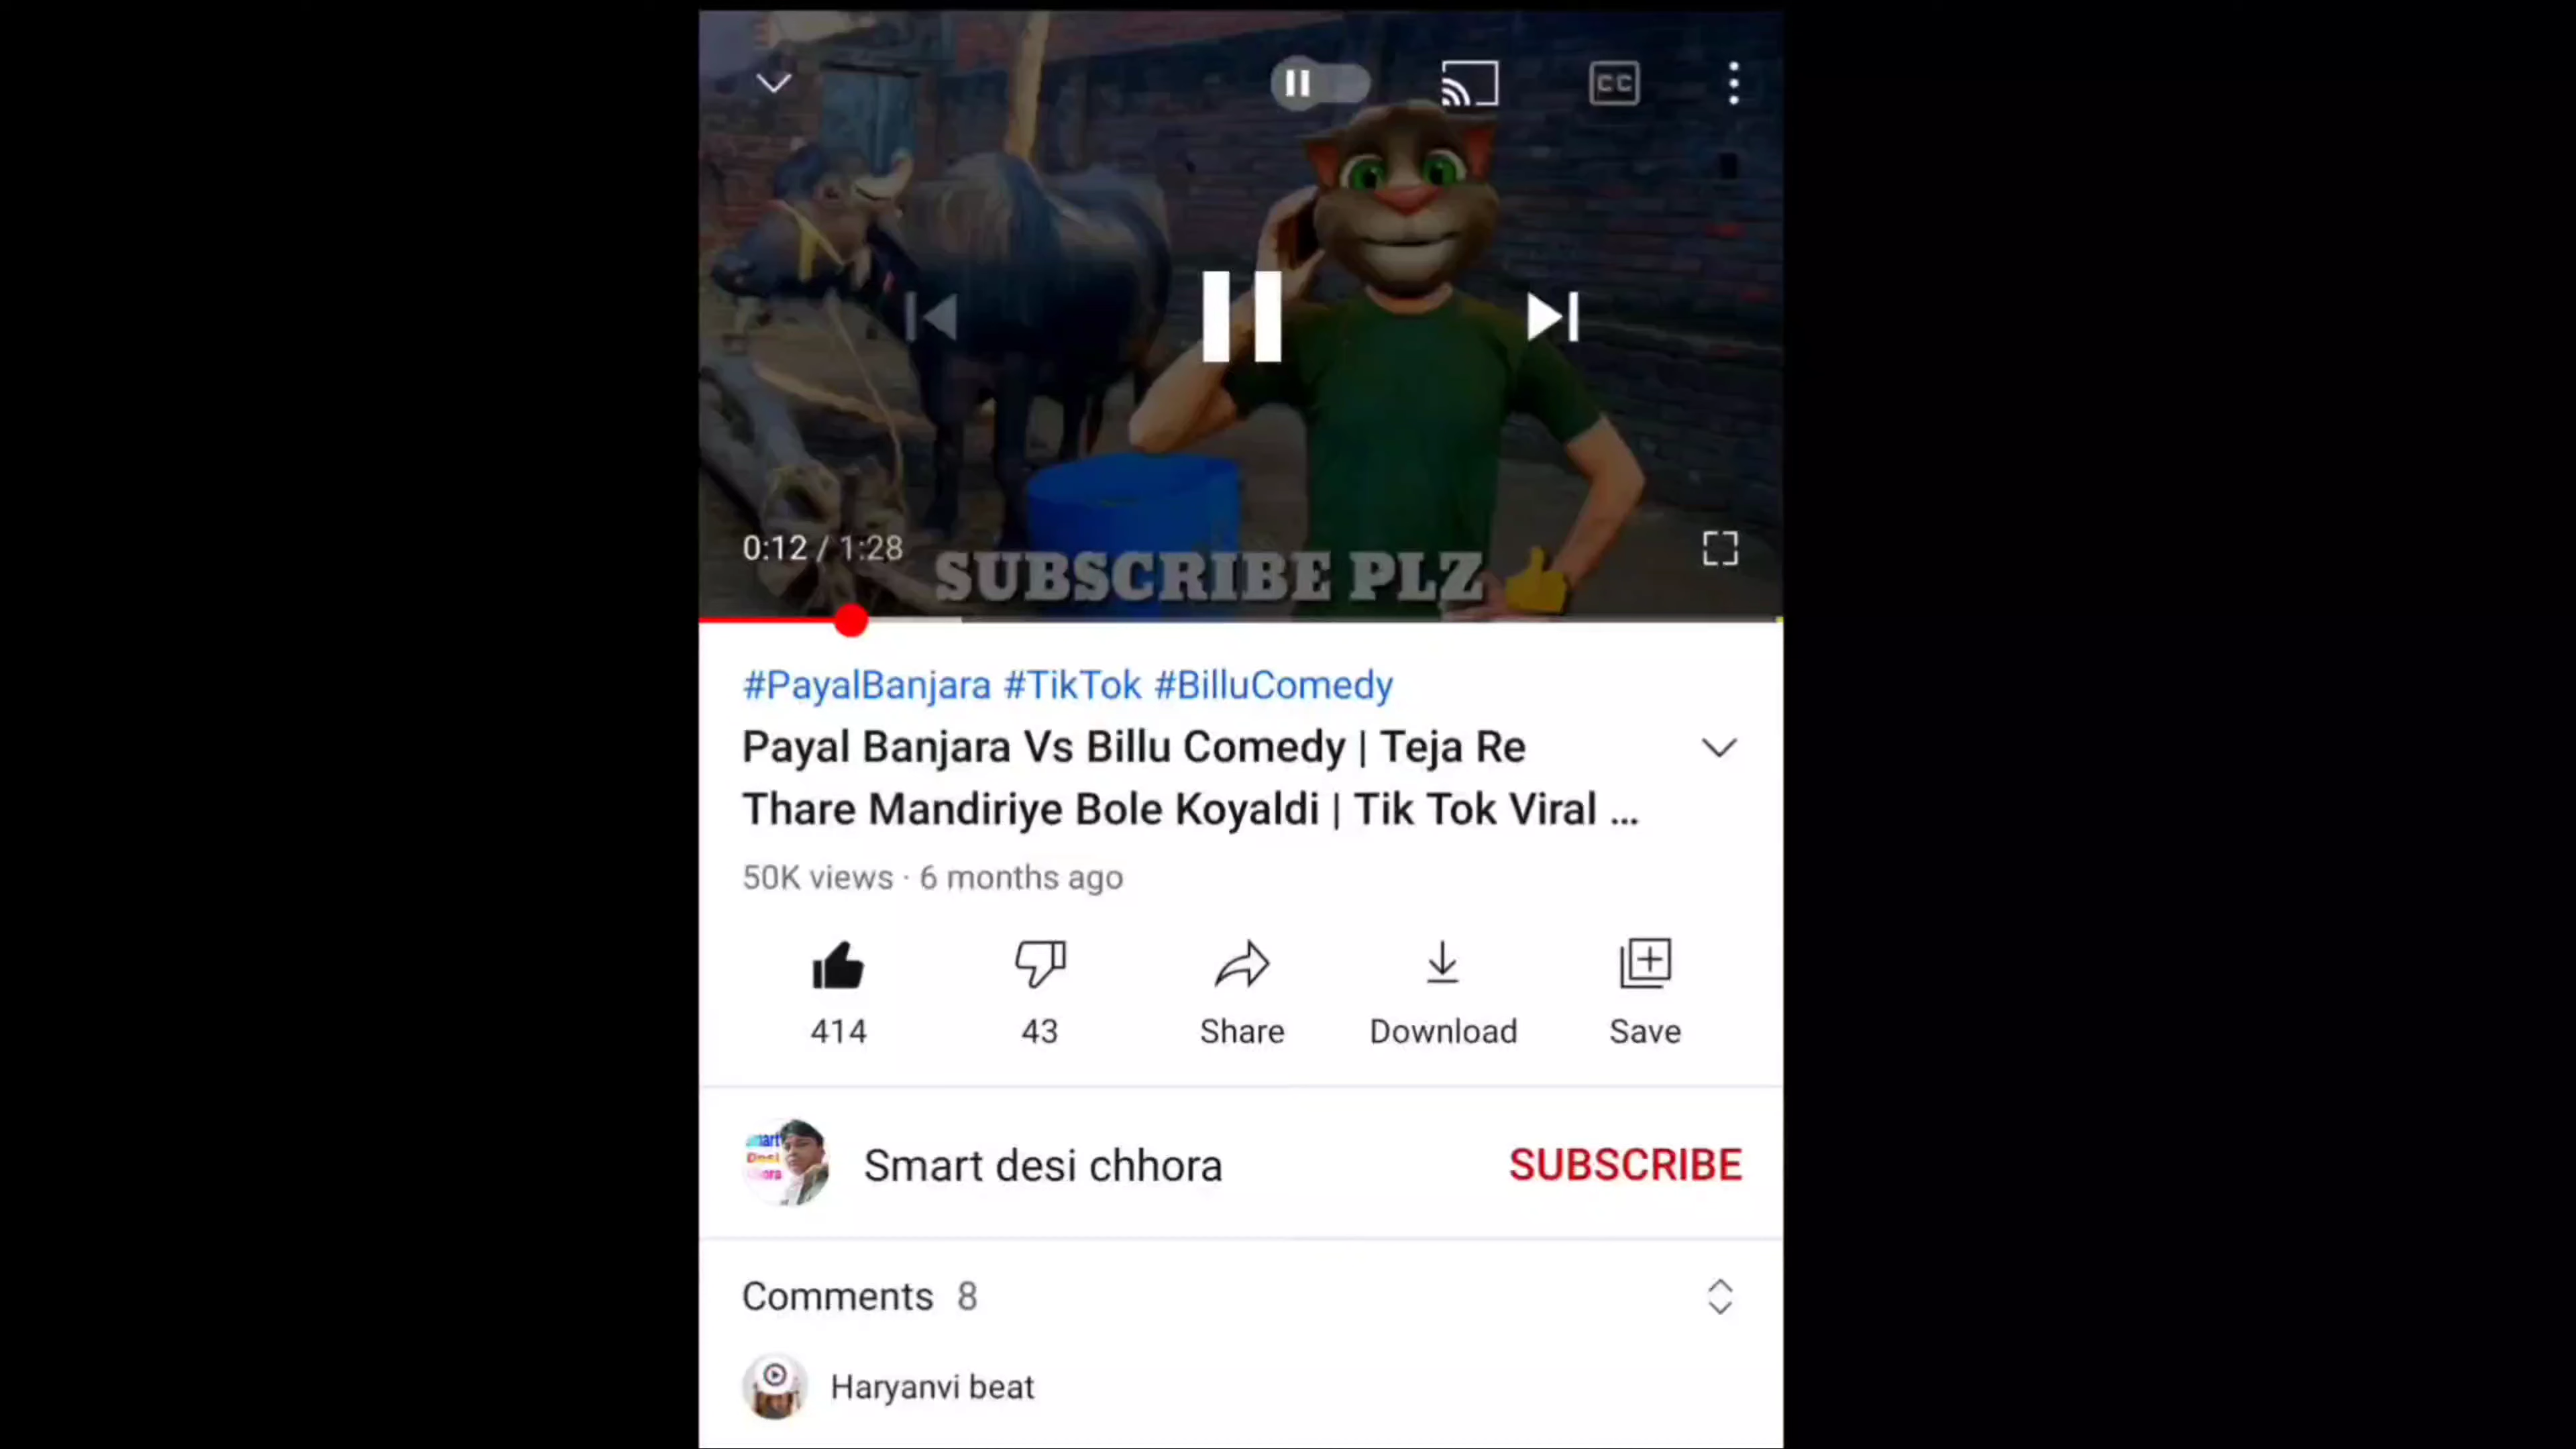 CC
0:12 / 1:28
SUBSCRIBE PLZ
#PayalBanjara #TikTok #BilluComedy
Payal Banjara Vs Billu Comedy | Teja Re
Thare Mandiriye Bole Koyaldi | Tik Tok Viral ...
50K views · 6 months ago
414
43
Share
Download
Save
Desi
Smart desi chhora
SUBSCRIBE
Comments 8
Haryanvi beat